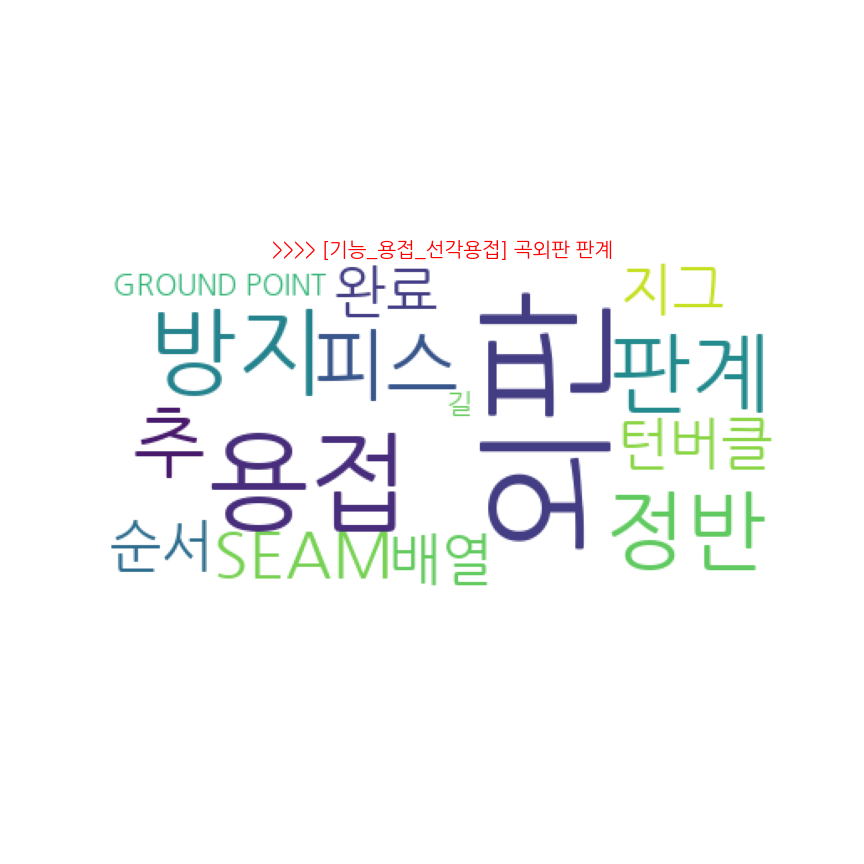 >>>> [기능_용접_선각용접] 곡외판 판계
GROUND POINT
완료
지그
방지
피스
외판
판계
길
추
용접
턴버클
순서
SEAM
배열
정반